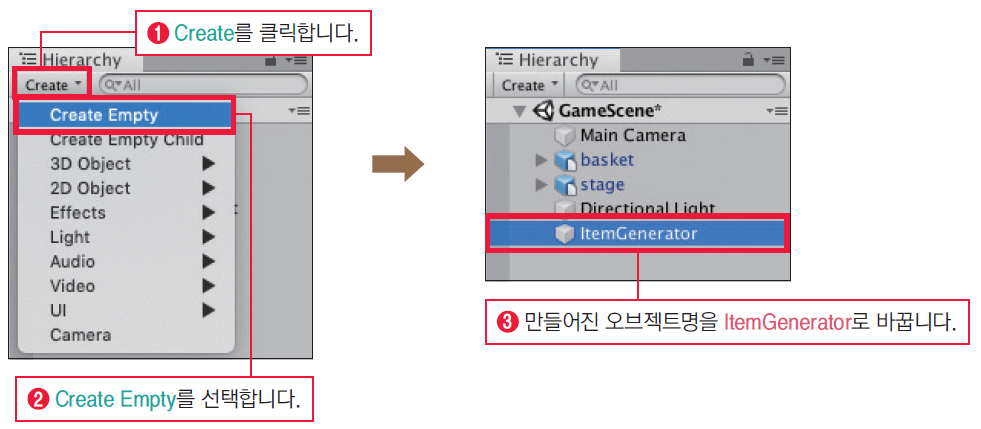 ❶ Create를 클릭합니다.
Hierarchy
Create
All
Create Empty
Create Empty Child
3D Object
2D Object
Effects
Light
Audio
Video
UI
Camera
❷ Create Empty를 선택합니다.
Hierarchy
Create
All
GameScene*
Main Camera
basket
stage
Directional Light
ItemGenerator
❸ 만들어진 오브젝트명을 ItemGenerator로 바꿉니다.